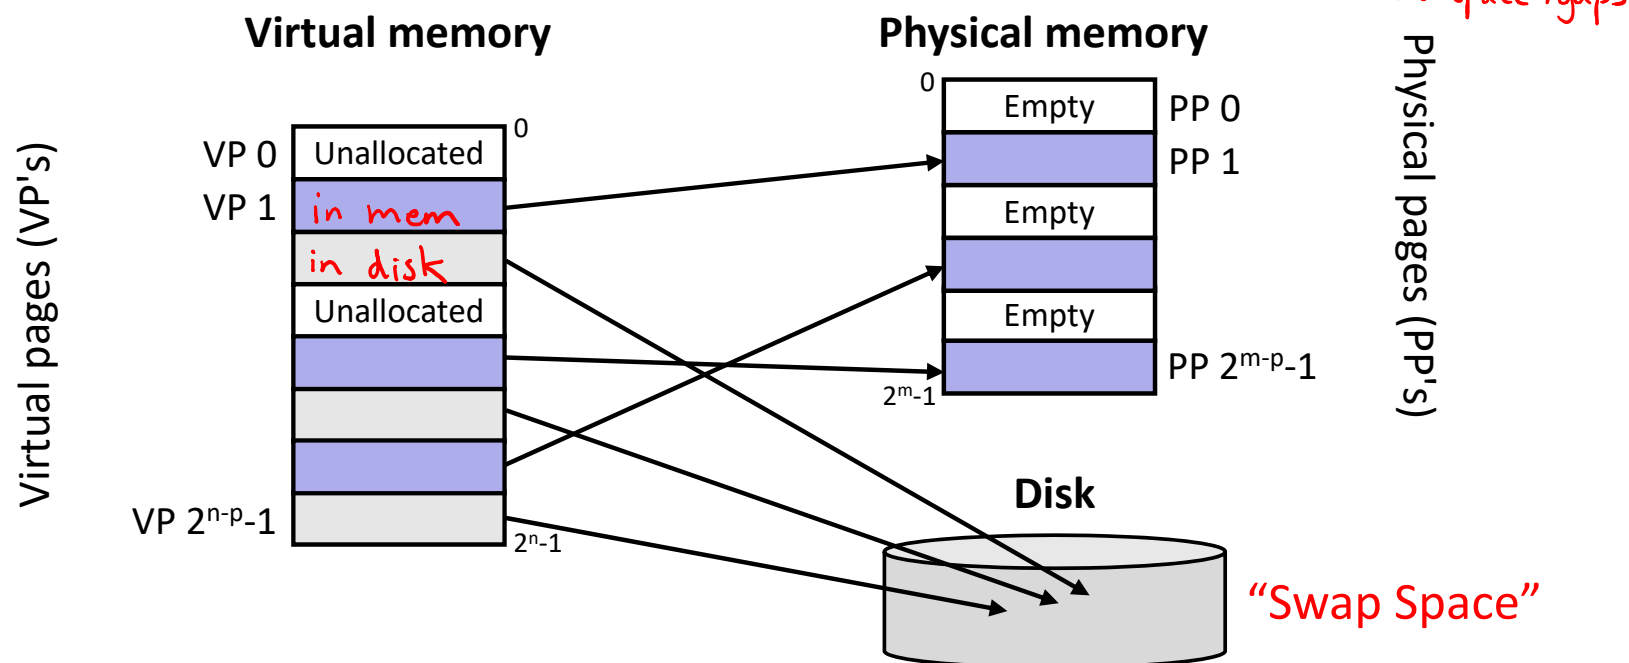 Virtual memory
Physical memory
Virtual pages (VP's)
Physical pages (PP's)
VP 0
Unallocated
0
VP 1
in mem
in disk
Unallocated
VP 2ⁿ⁻ᵖ-1
2ⁿ-1
0
Empty
PP 0
PP 1
Empty
Empty
PP 2ᵐ⁻ᵖ-1
2ᵐ-1
Disk
“Swap Space”